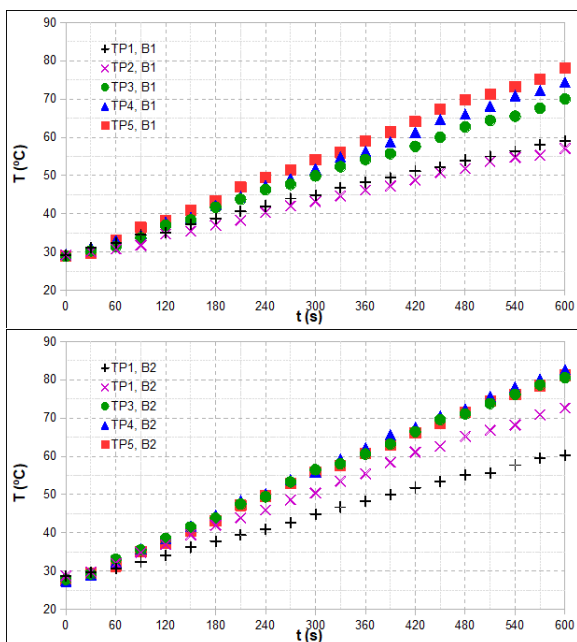 90
80
70
60
50
40
30
20
T (ºC)
TP1, B1
TP2, B1
TP3, B1
TP4, B1
TP5, B1
0 60 120 180 240 300 360 420 480 540 600
t (s)
90
80
70
60
50
40
30
20
T (ºC)
TP1, B2
TP1, B2
TP3, B2
TP4, B2
TP5, B2
0 60 120 180 240 300 360 420 480 540 600
t (s)